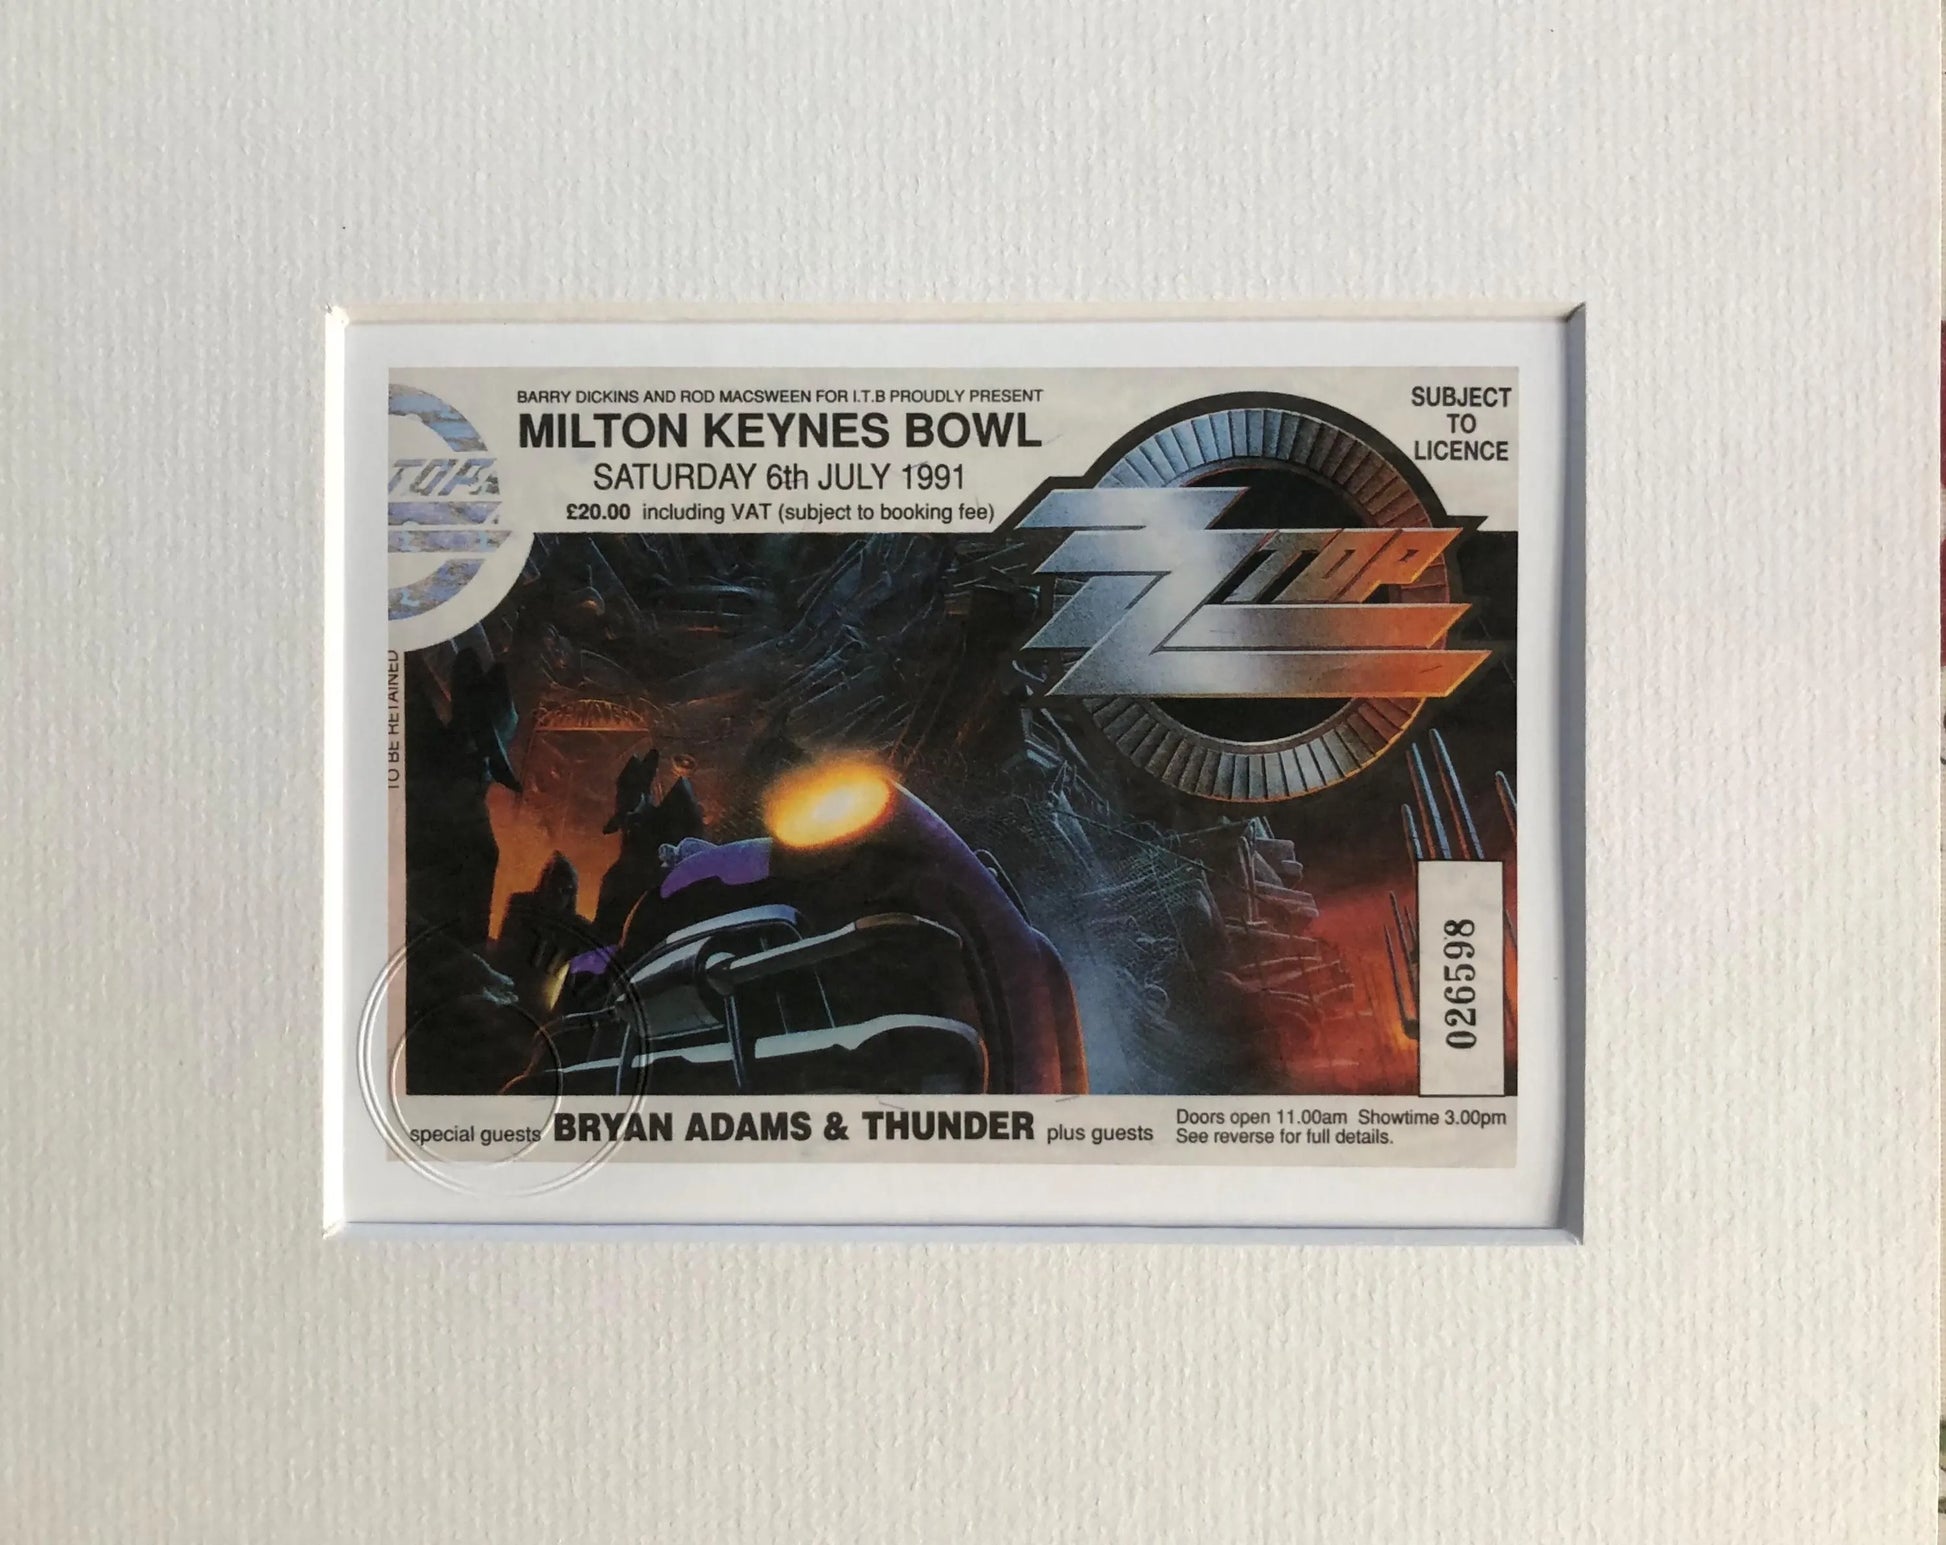 BARRY DICKINS AND ROD MACSWEEN FOR I.T.B PROUDLY PRESENT
MILTON KEYNES BOWL
SATURDAY 6th JULY 1991
£20.00 including VAT (subject to booking fee)
SUBJECT
TO
LICENCE
TOP
ZZ TOP
TO BE RETAINED
026598
special guests BRYAN ADAMS & THUNDER plus guests
Doors open 11.00am Showtime 3.00pm
See reverse for full details.